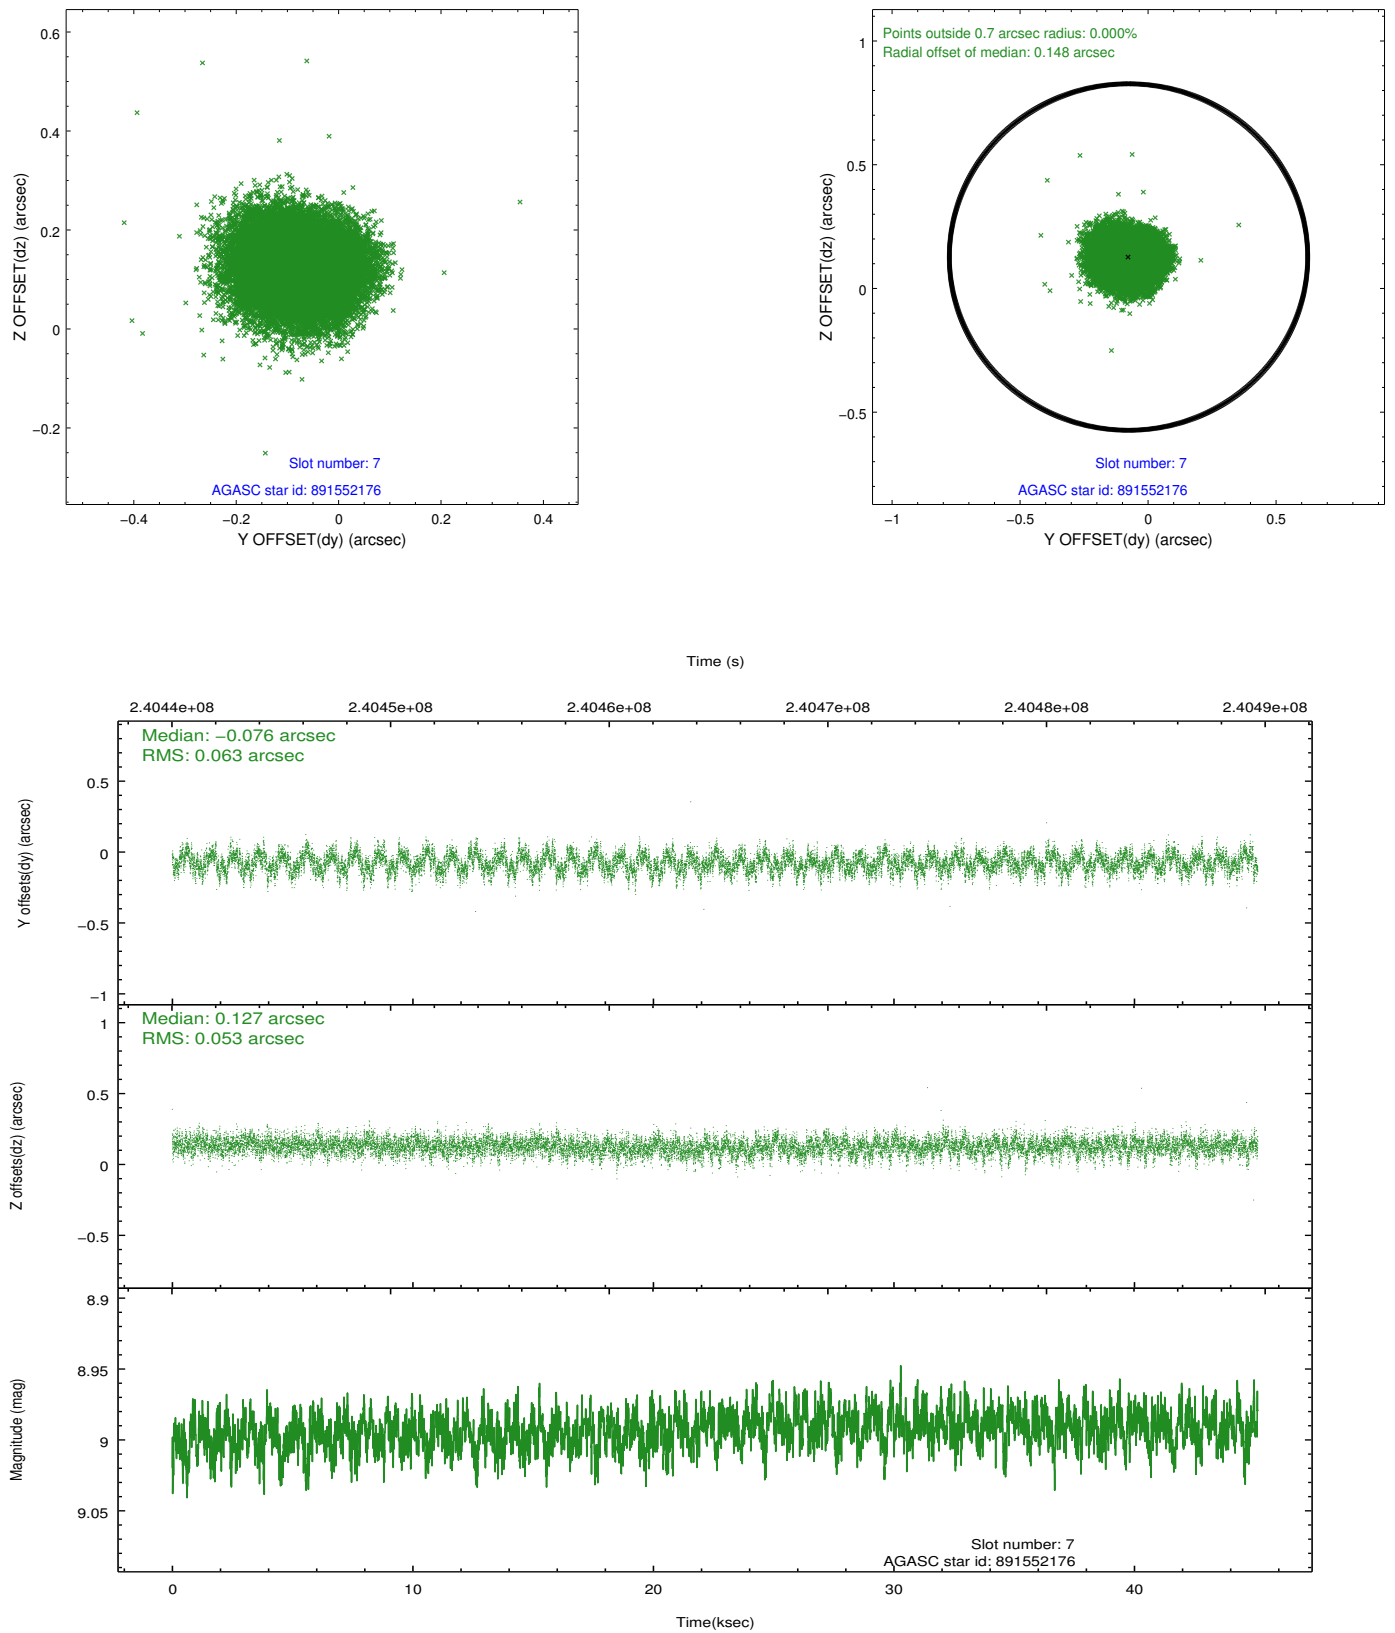 0.6
0.4
0.2
0
−0.2
Z OFFSET(dz) (arcsec)
Slot number: 7
AGASC star id: 891552176
−0.4 −0.2 0 0.2 0.4
Y OFFSET(dy) (arcsec)
Points outside 0.7 arcsec radius: 0.000%
Radial offset of median: 0.148 arcsec
1
0.5
0
−0.5
Z OFFSET(dz) (arcsec)
Slot number: 7
AGASC star id: 891552176
−1 −0.5 0 0.5
Y OFFSET(dy) (arcsec)
Time (s)
2.4044e+08 2.4045e+08 2.4046e+08 2.4047e+08 2.4048e+08 2.4049e+08
Median: −0.076 arcsec
RMS: 0.063 arcsec
0.5
0
−0.5
−1
Y offsets(dy) (arcsec)
Median: 0.127 arcsec
RMS: 0.053 arcsec
1
0.5
0
−0.5
Z offsets(dz) (arcsec)
8.9
8.95
9
9.05
Magnitude (mag)
Slot number: 7
AGASC star id: 891552176
0 10 20 30 40
Time(ksec)